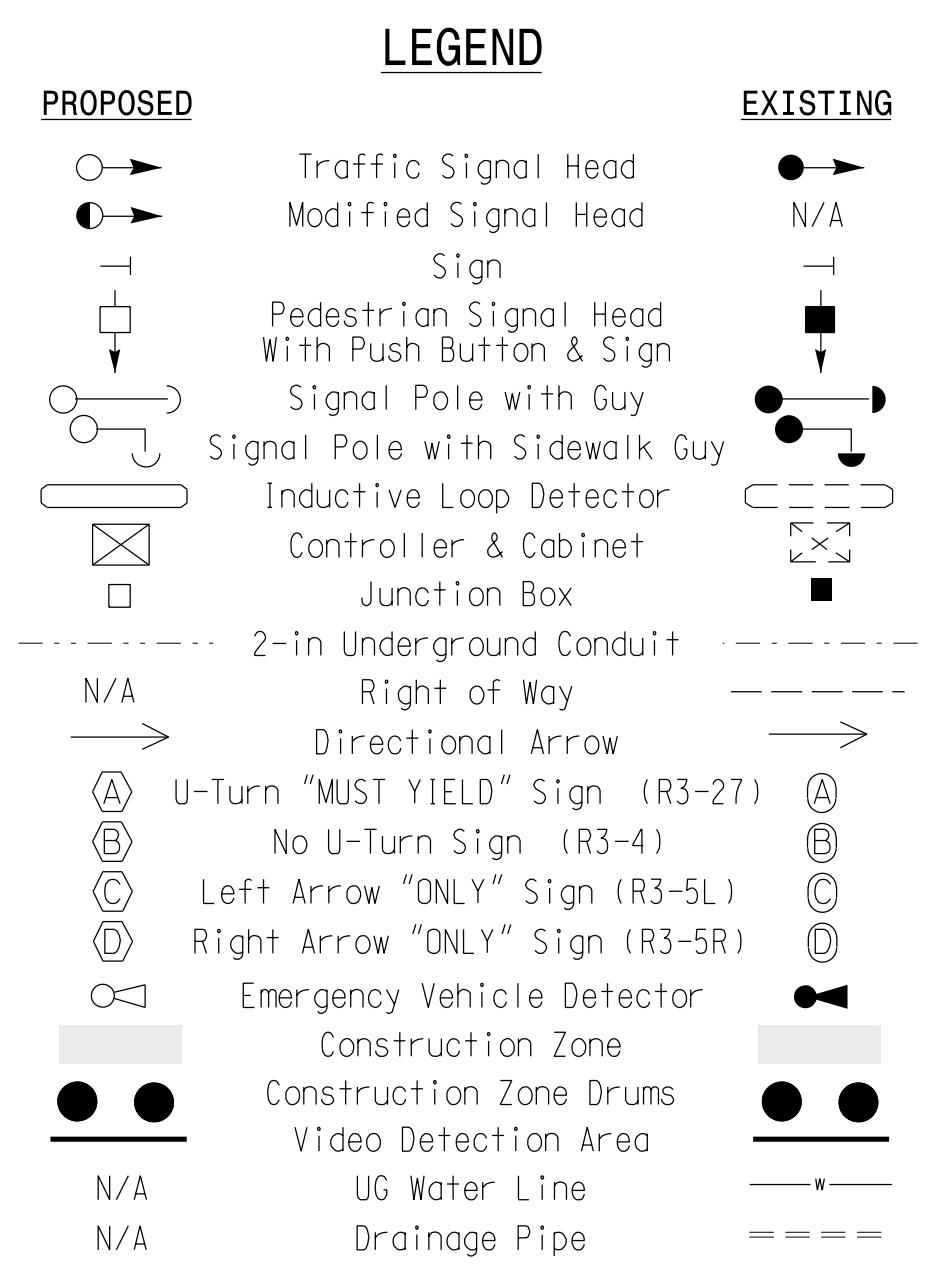 LEGEND
PROPOSED EXISTING
Traffic Signal Head
Modified Signal Head N/A
Sign
Pedestrian Signal Head
With Push Button & Sign
Signal Pole with Guy
Signal Pole with Sidewalk Guy
Inductive Loop Detector
Controller & Cabinet
Junction Box
2-in Underground Conduit
N/A Right of Way
Directional Arrow
A U-Turn "MUST YIELD" Sign (R3-27) A
B No U-Turn Sign (R3-4) B
C Left Arrow "ONLY" Sign (R3-5L) C
D Right Arrow "ONLY" Sign (R3-5R) D
Emergency Vehicle Detector
Construction Zone
Construction Zone Drums
Video Detection Area
N/A UG Water Line W
N/A Drainage Pipe